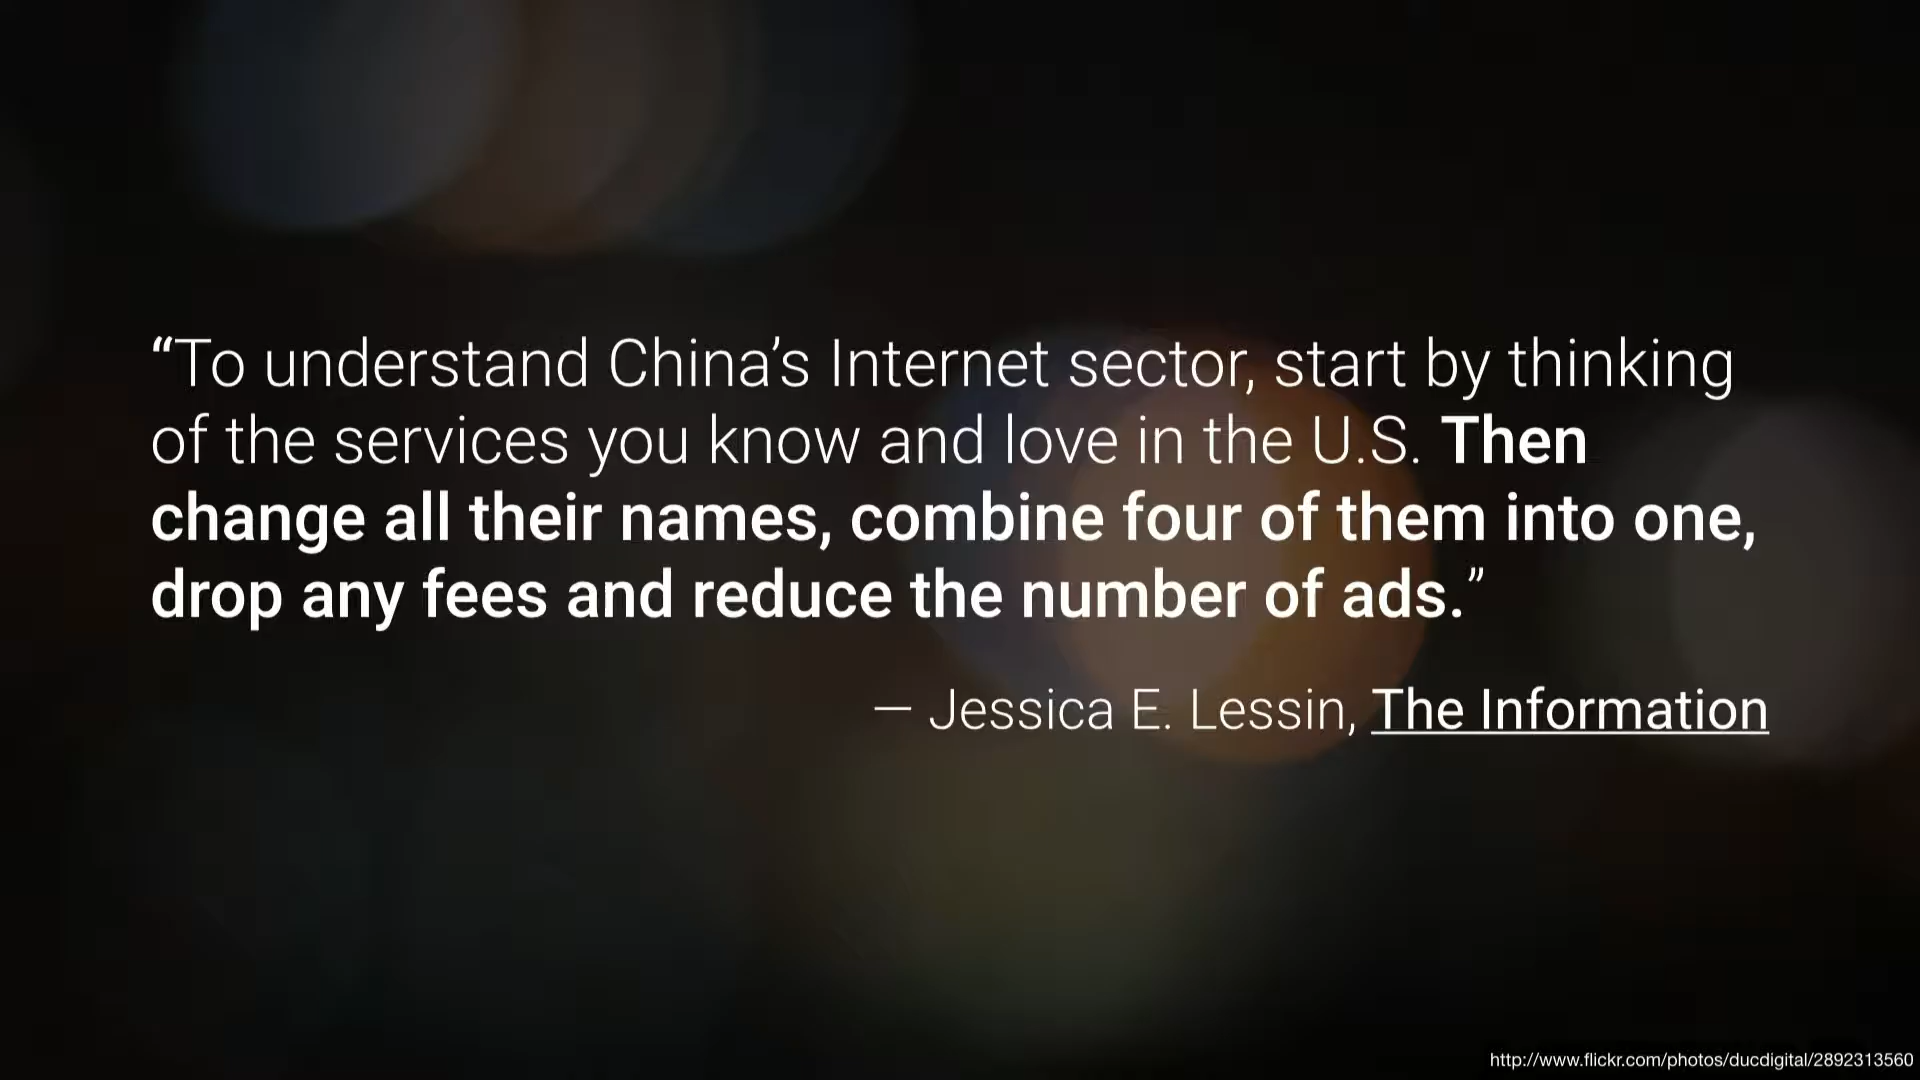 “To understand China’s Internet sector, start by thinking
of the services you know and love in the U.S. Then
change all their names, combine four of them into one,
drop any fees and reduce the number of ads.”
— Jessica E. Lessin, The Information
http://www.flickr.com/photos/ducdigital/2892313560